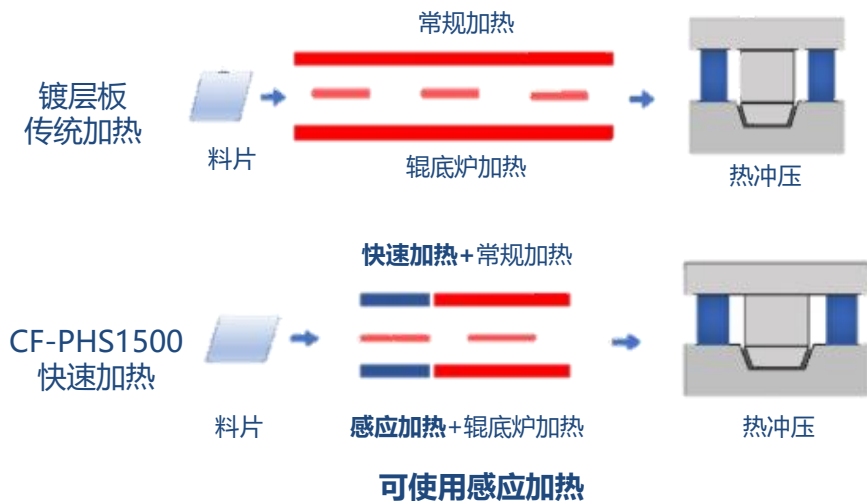 常规加热
镀层板
传统加热
料片
辊底炉加热
热冲压
快速加热+常规加热
CF-PHS1500
快速加热
料片
感应加热+辊底炉加热
热冲压
可使用感应加热